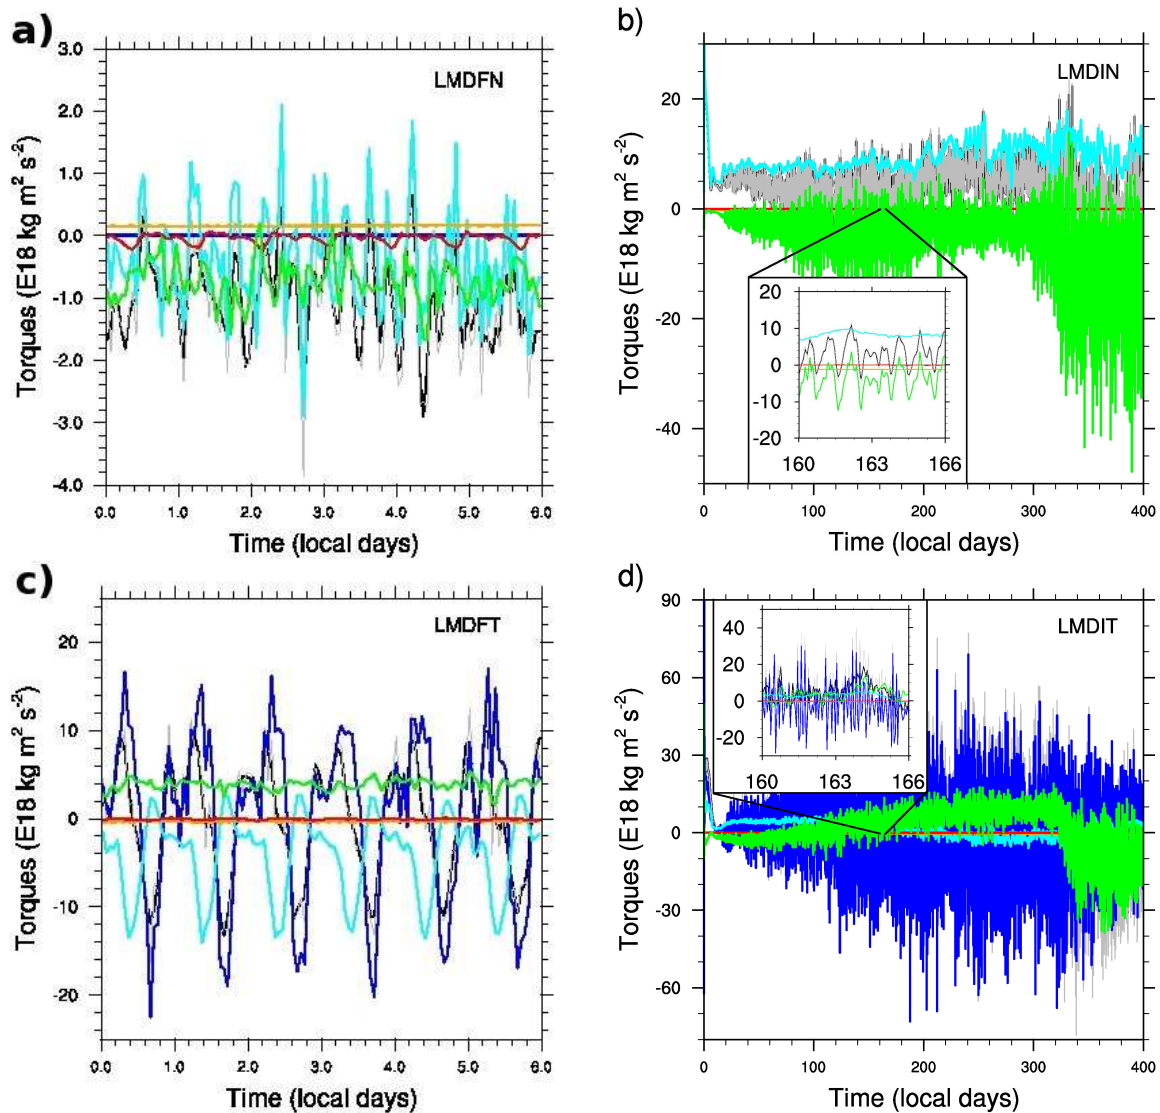 a)
LMDFN
3.0
2.0
1.0
0.0
-1.0
-2.0
-3.0
-4.0
Torques (E18 kg m² s⁻²)
0.0 1.0 2.0 3.0 4.0 5.0 6.0
Time (local days)
b)
LMDIN
20
0
-20
-40
Torques (E18 kg m² s⁻²)
20
10
0
-10
-20
160 163 166
0 100 200 300 400
Time (local days)
c)
LMDFT
20
10
0
-10
-20
Torques (E18 kg m² s⁻²)
0.0 1.0 2.0 3.0 4.0 5.0 6.0
Time (local days)
d)
LMDIT
90
60
30
0
-30
-60
Torques (E18 kg m² s⁻²)
40
20
0
-20
160 163 166
0 100 200 300 400
Time (local days)